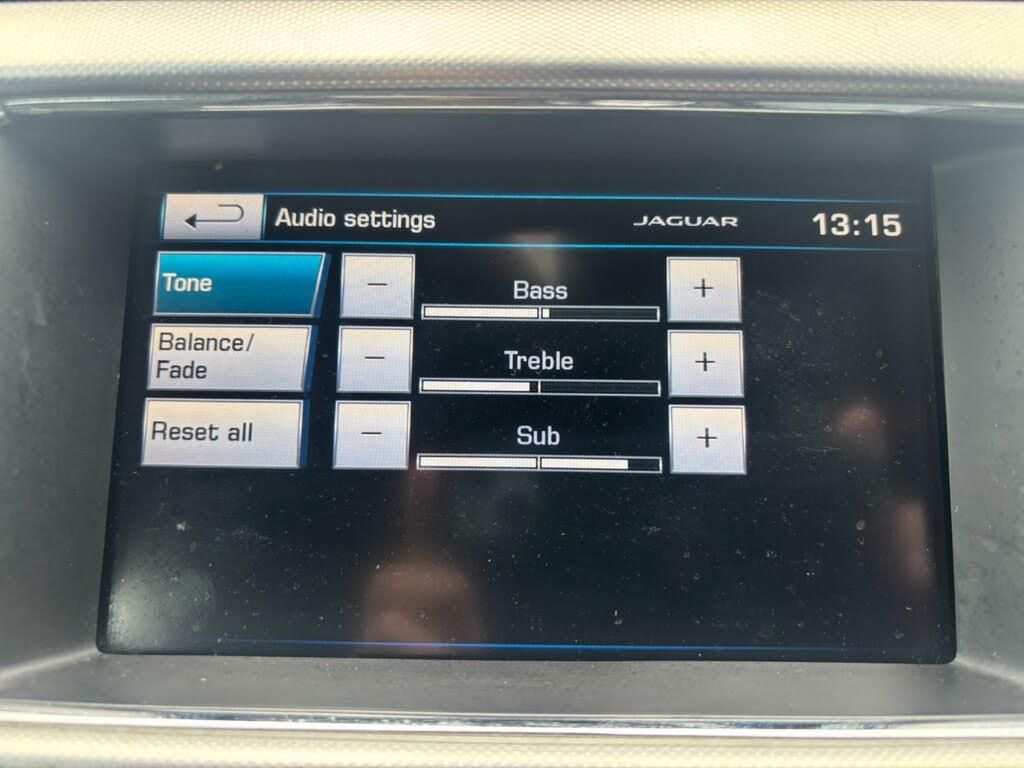 Audio settings
JAGUAR
13:15
Tone
Bass
Balance/
Fade
Treble
Reset all
Sub